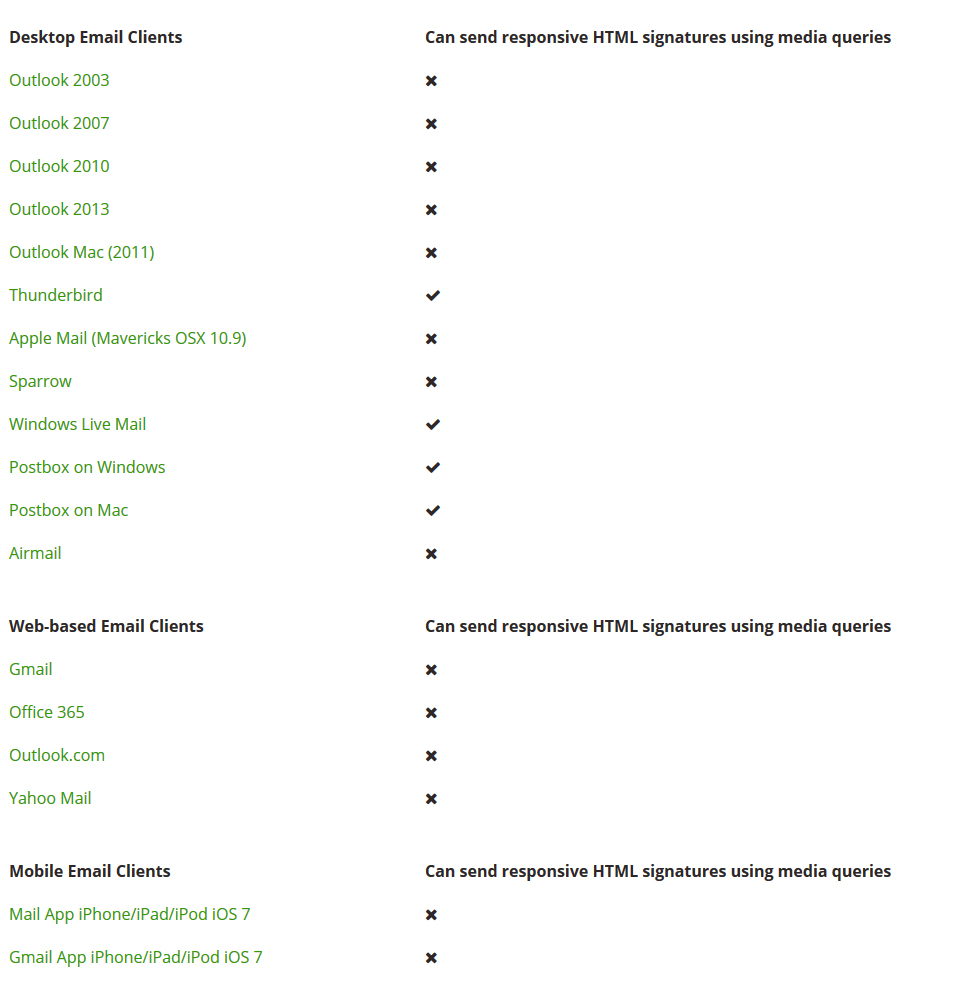 Desktop Email Clients Can send responsive HTML signatures using media queries
Outlook 2003 ✖
Outlook 2007 ✖
Outlook 2010 ✖
Outlook 2013 ✖
Outlook Mac (2011) ✖
Thunderbird ✔
Apple Mail (Mavericks OSX 10.9) ✖
Sparrow ✖
Windows Live Mail ✔
Postbox on Windows ✔
Postbox on Mac ✔
Airmail ✖
Web-based Email Clients Can send responsive HTML signatures using media queries
Gmail ✖
Office 365 ✖
Outlook.com ✖
Yahoo Mail ✖
Mobile Email Clients Can send responsive HTML signatures using media queries
Mail App iPhone/iPad/iPod iOS 7 ✖
Gmail App iPhone/iPad/iPod iOS 7 ✖